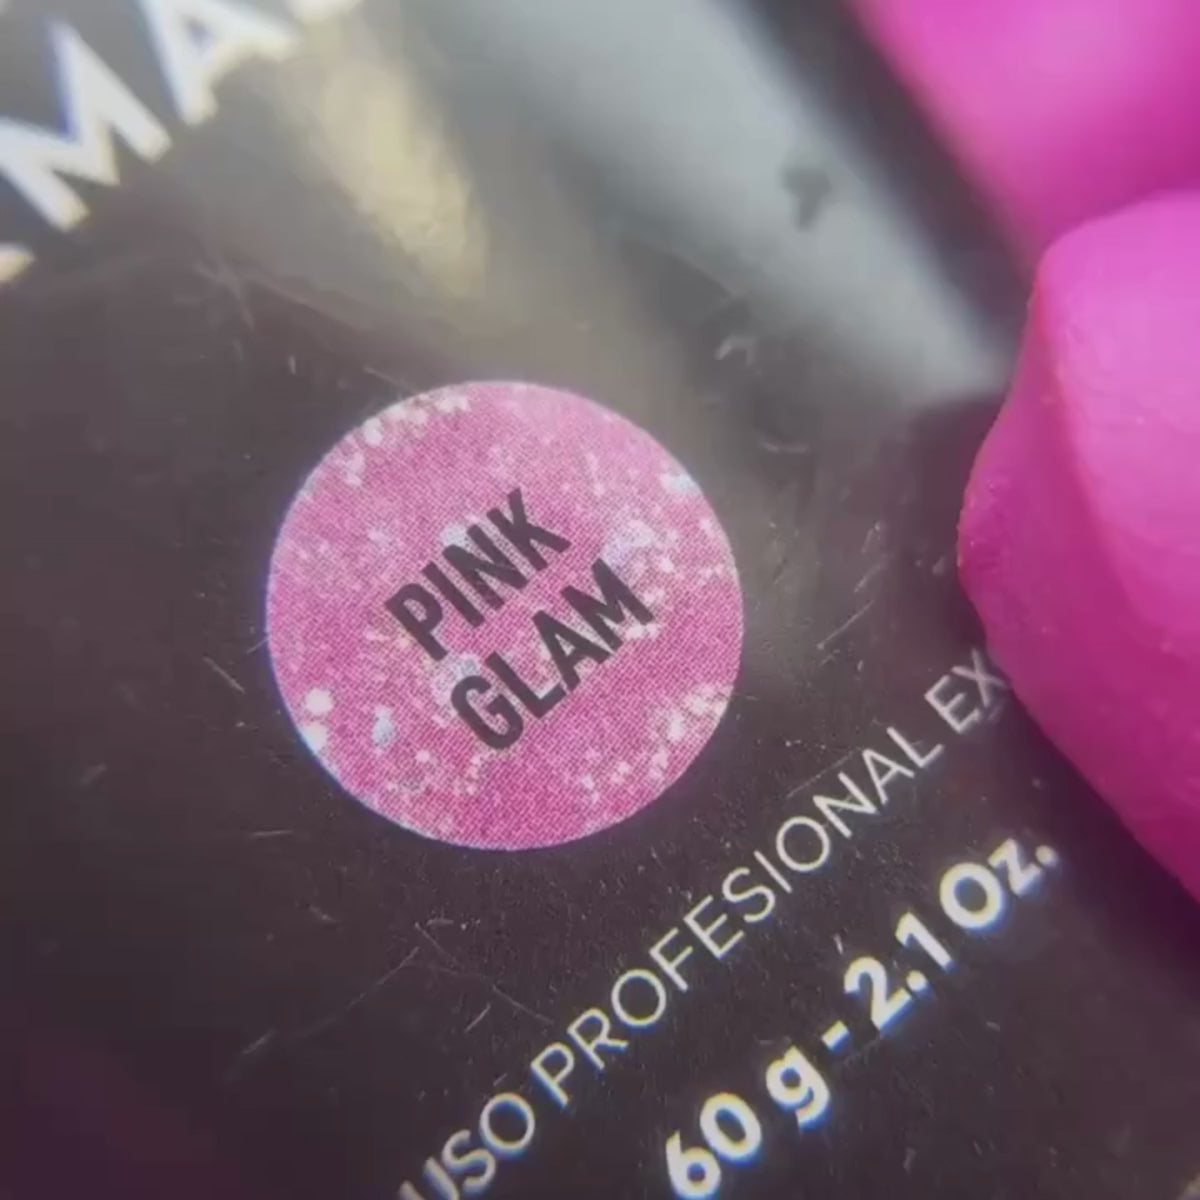 PINK
GLAM
USO PROFESIONAL EX
60 g - 2.1 Oz.